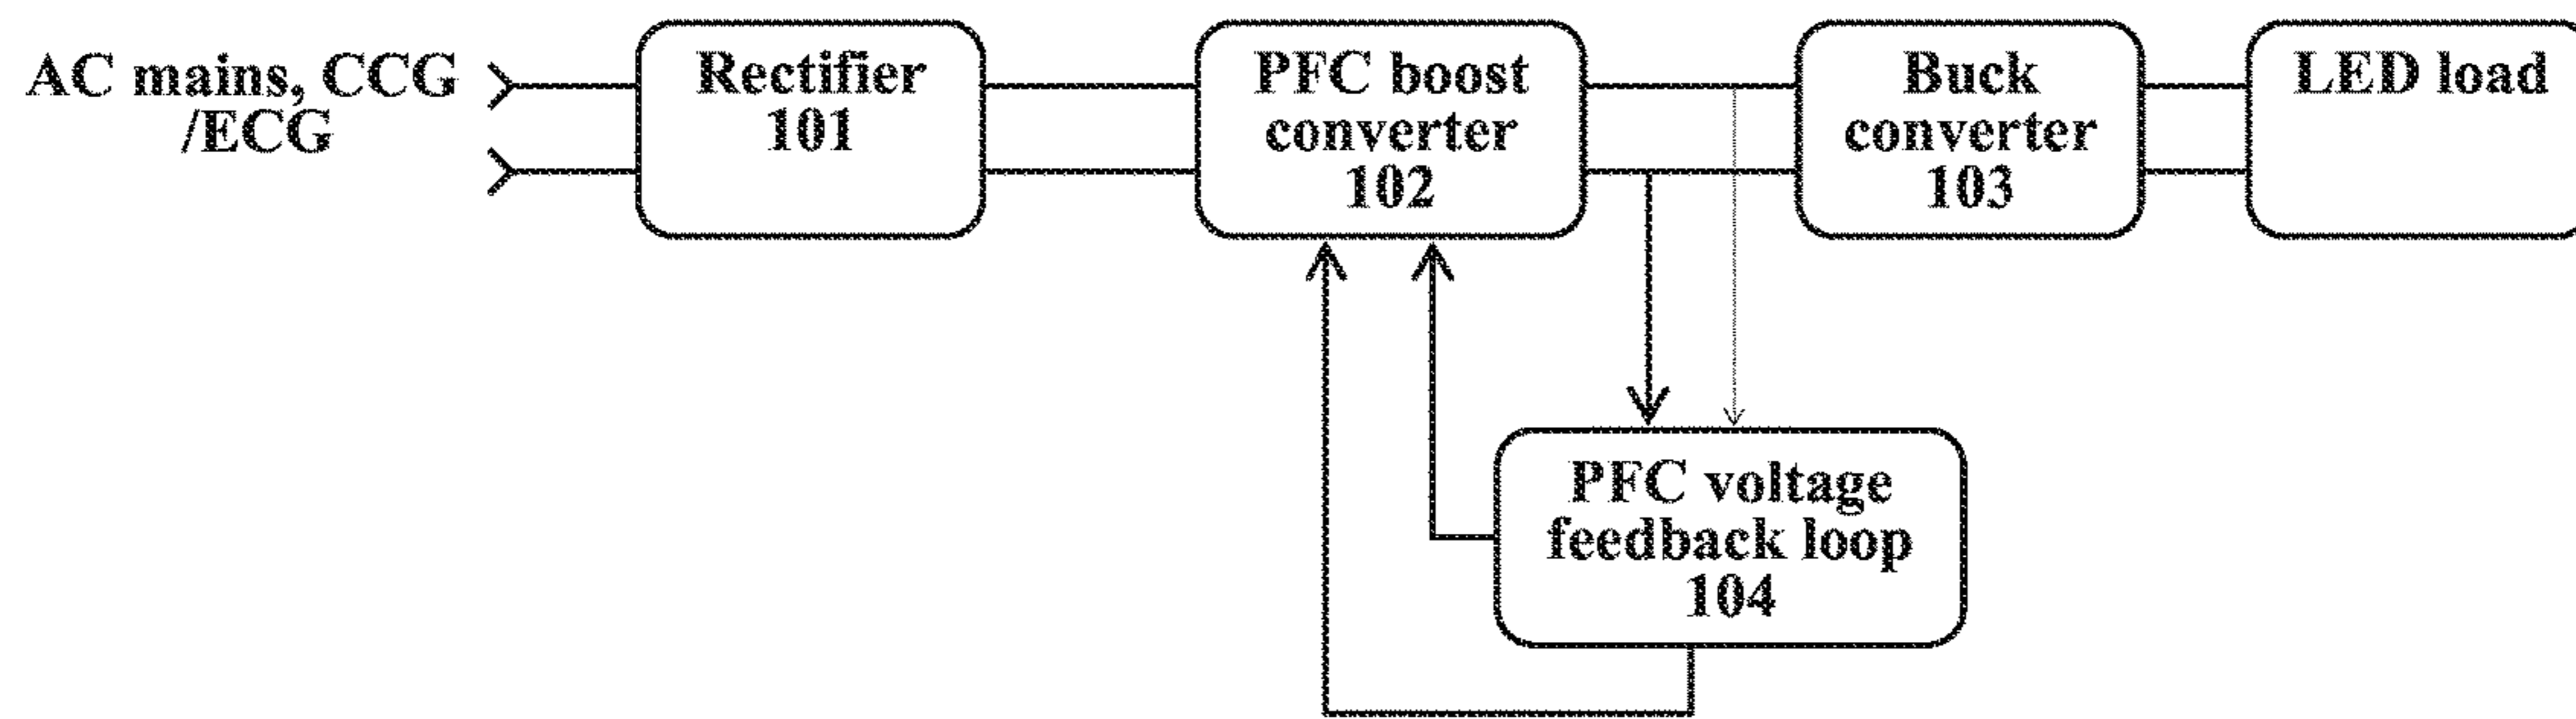 AC mains, CCG
/ECG
Rectifier
101
PFC boost
converter
102
Buck
converter
103
LED load
PFC voltage
feedback loop
104